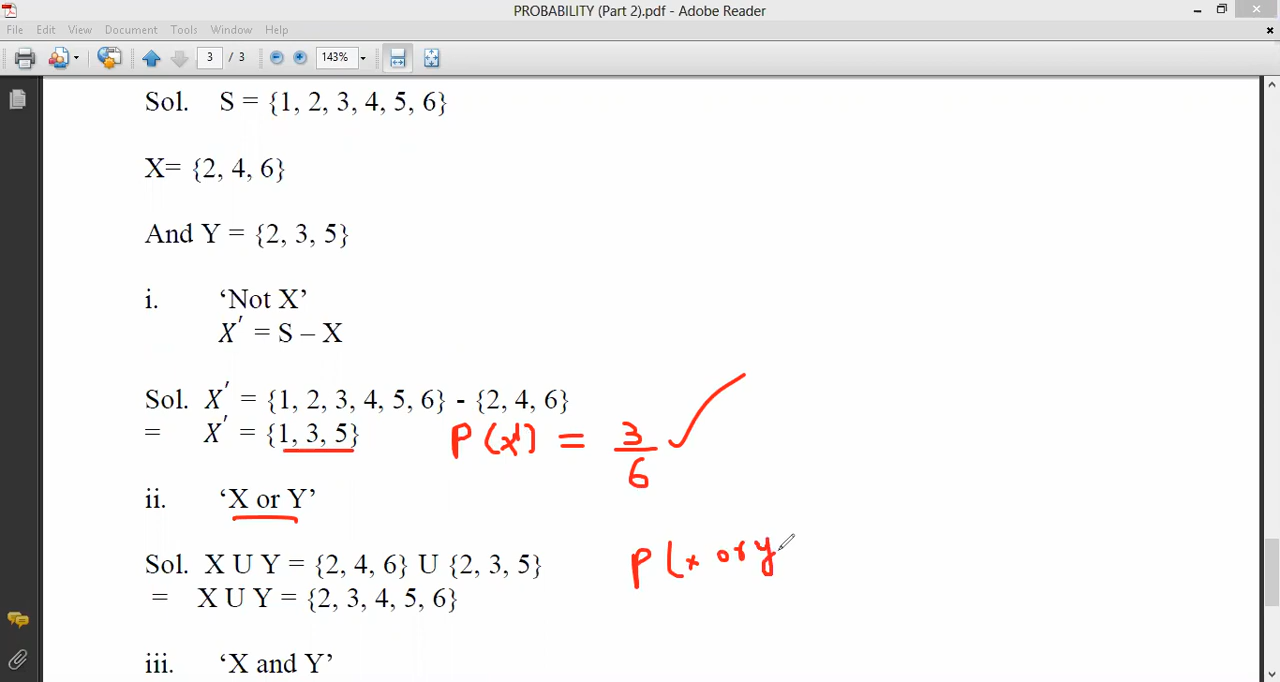 PROBABILITY (Part 2).pdf - Adobe Reader
File Edit View Document Tools Window Help
3 / 3 143%
Sol. S = {1, 2, 3, 4, 5, 6}
X= {2, 4, 6}
And Y = {2, 3, 5}
i. ‘Not X’
X′ = S – X
Sol. X′ = {1, 2, 3, 4, 5, 6} - {2, 4, 6}
= X′ = {1, 3, 5} P(x') = 3/6
ii. ‘X or Y’
Sol. X U Y = {2, 4, 6} U {2, 3, 5} P(x or y
= X U Y = {2, 3, 4, 5, 6}
iii. ‘X and Y’